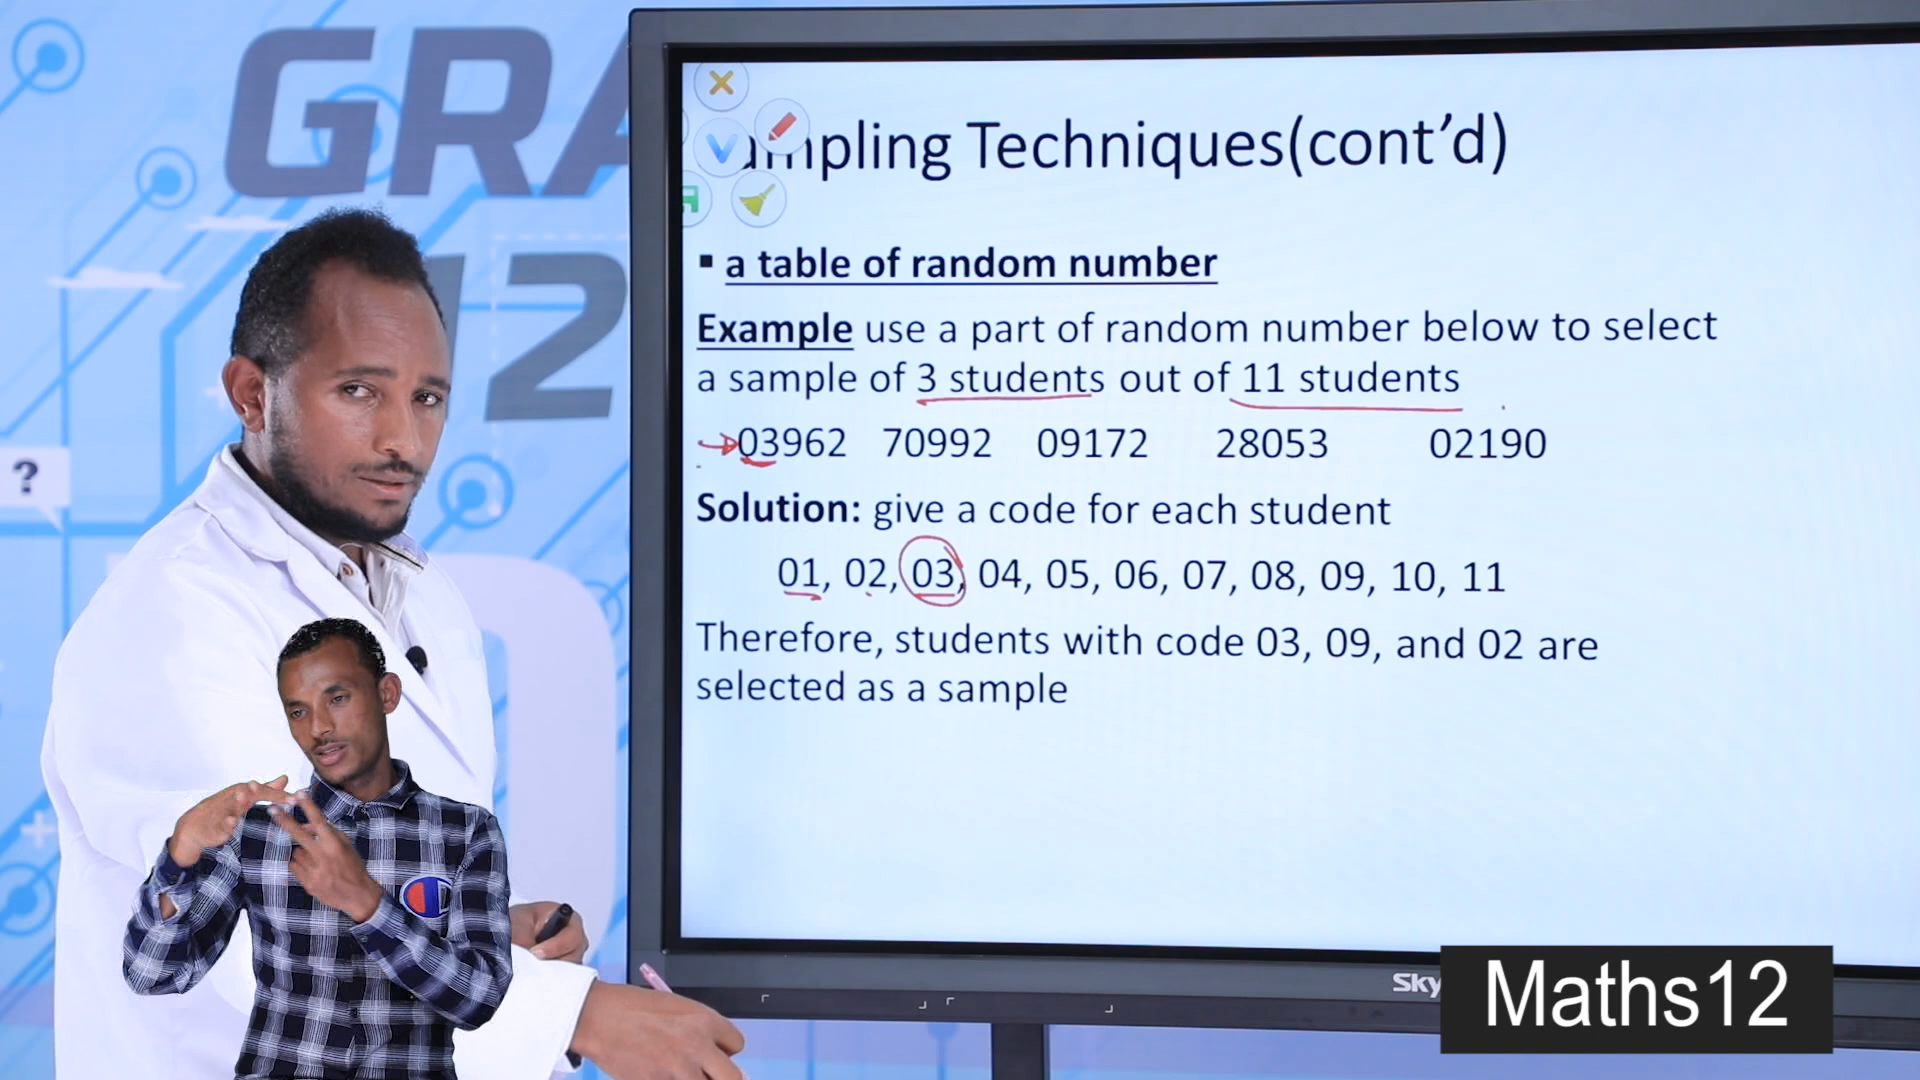 GRA
12
?
ampling Techniques(cont’d)
▪ a table of random number
Example use a part of random number below to select
a sample of 3 students out of 11 students
03962 70992 09172 28053 02190
Solution: give a code for each student
01, 02, 03, 04, 05, 06, 07, 08, 09, 10, 11
Therefore, students with code 03, 09, and 02 are
selected as a sample
Sky
Maths12